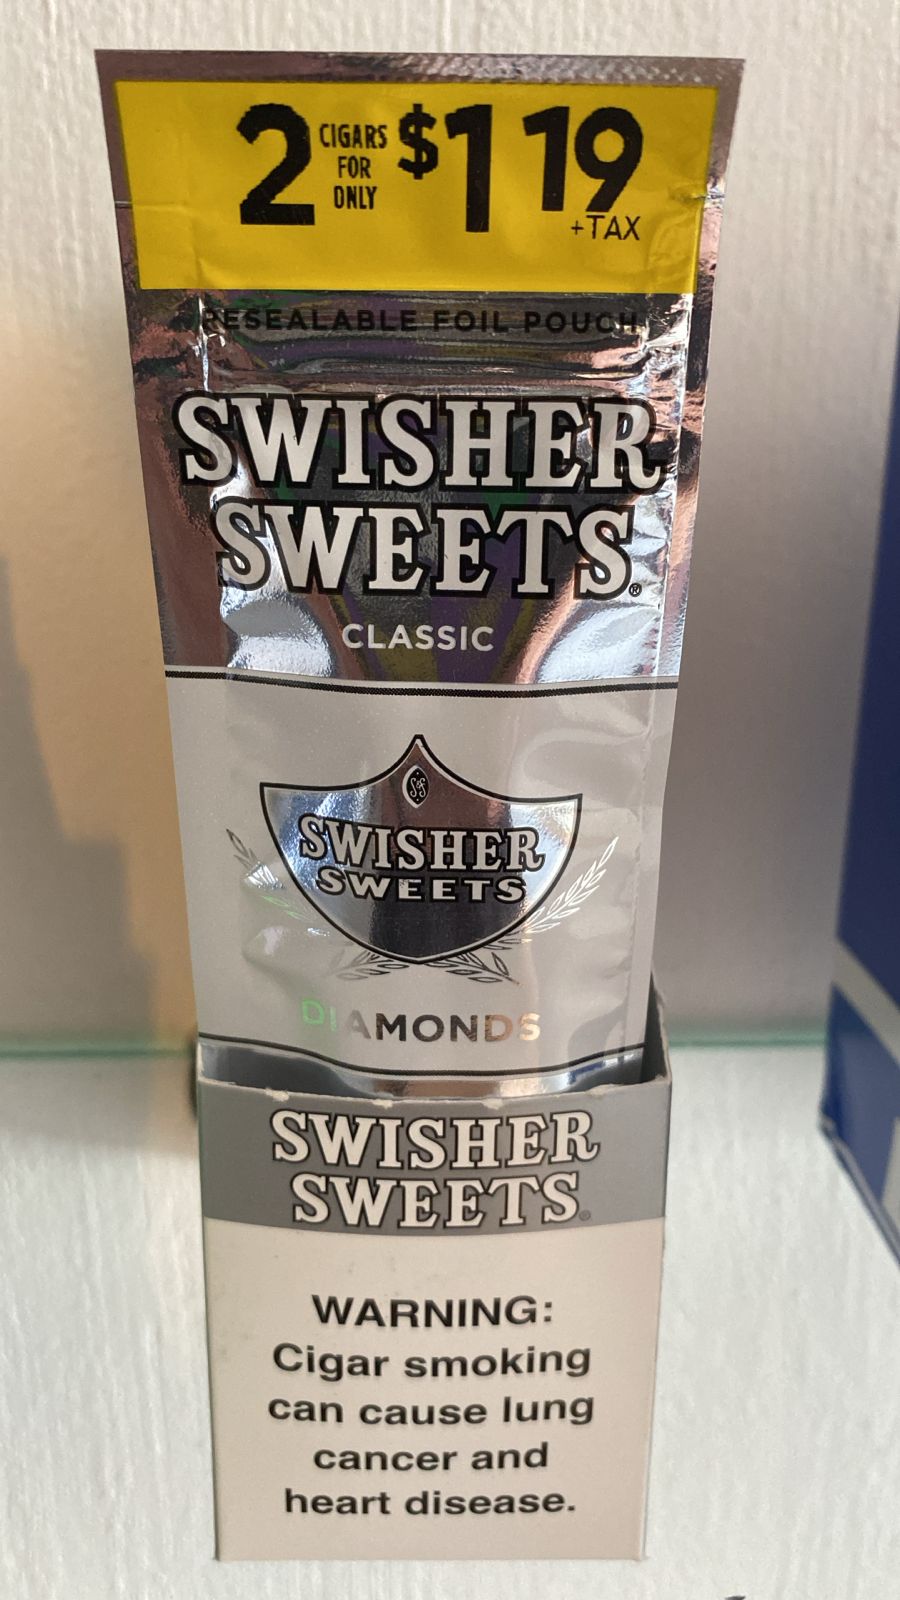 2 CIGARS FOR ONLY $1 19
+TAX
RESEALABLE FOIL POUCH
SWISHER
SWEETS®
CLASSIC
SWISHER
SWEETS
DIAMONDS
SWISHER
SWEETS®
WARNING:
Cigar smoking
can cause lung
cancer and
heart disease.